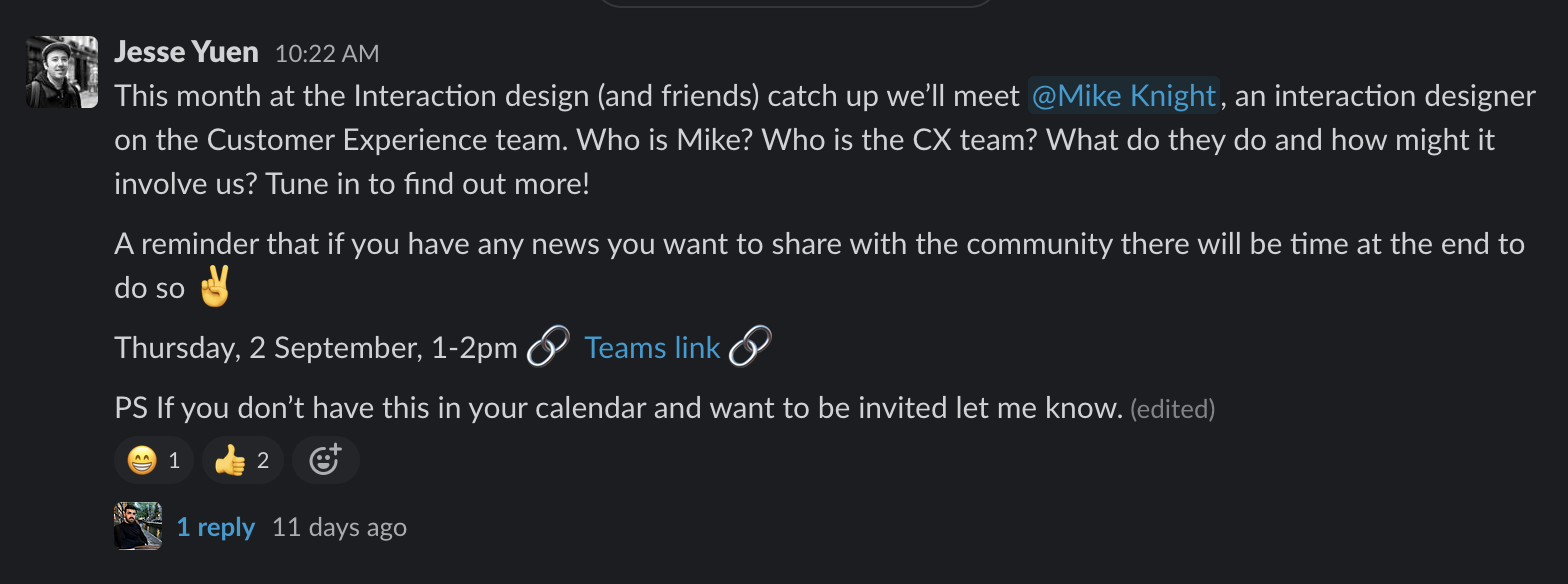 Jesse Yuen 10:22 AM
This month at the Interaction design (and friends) catch up we’ll meet @Mike Knight, an interaction designer
on the Customer Experience team. Who is Mike? Who is the CX team? What do they do and how might it
involve us? Tune in to find out more!
A reminder that if you have any news you want to share with the community there will be time at the end to
do so ✌️
Thursday, 2 September, 1-2pm 🔗 Teams link 🔗
PS If you don’t have this in your calendar and want to be invited let me know. (edited)
😁 1 👍 2
1 reply 11 days ago